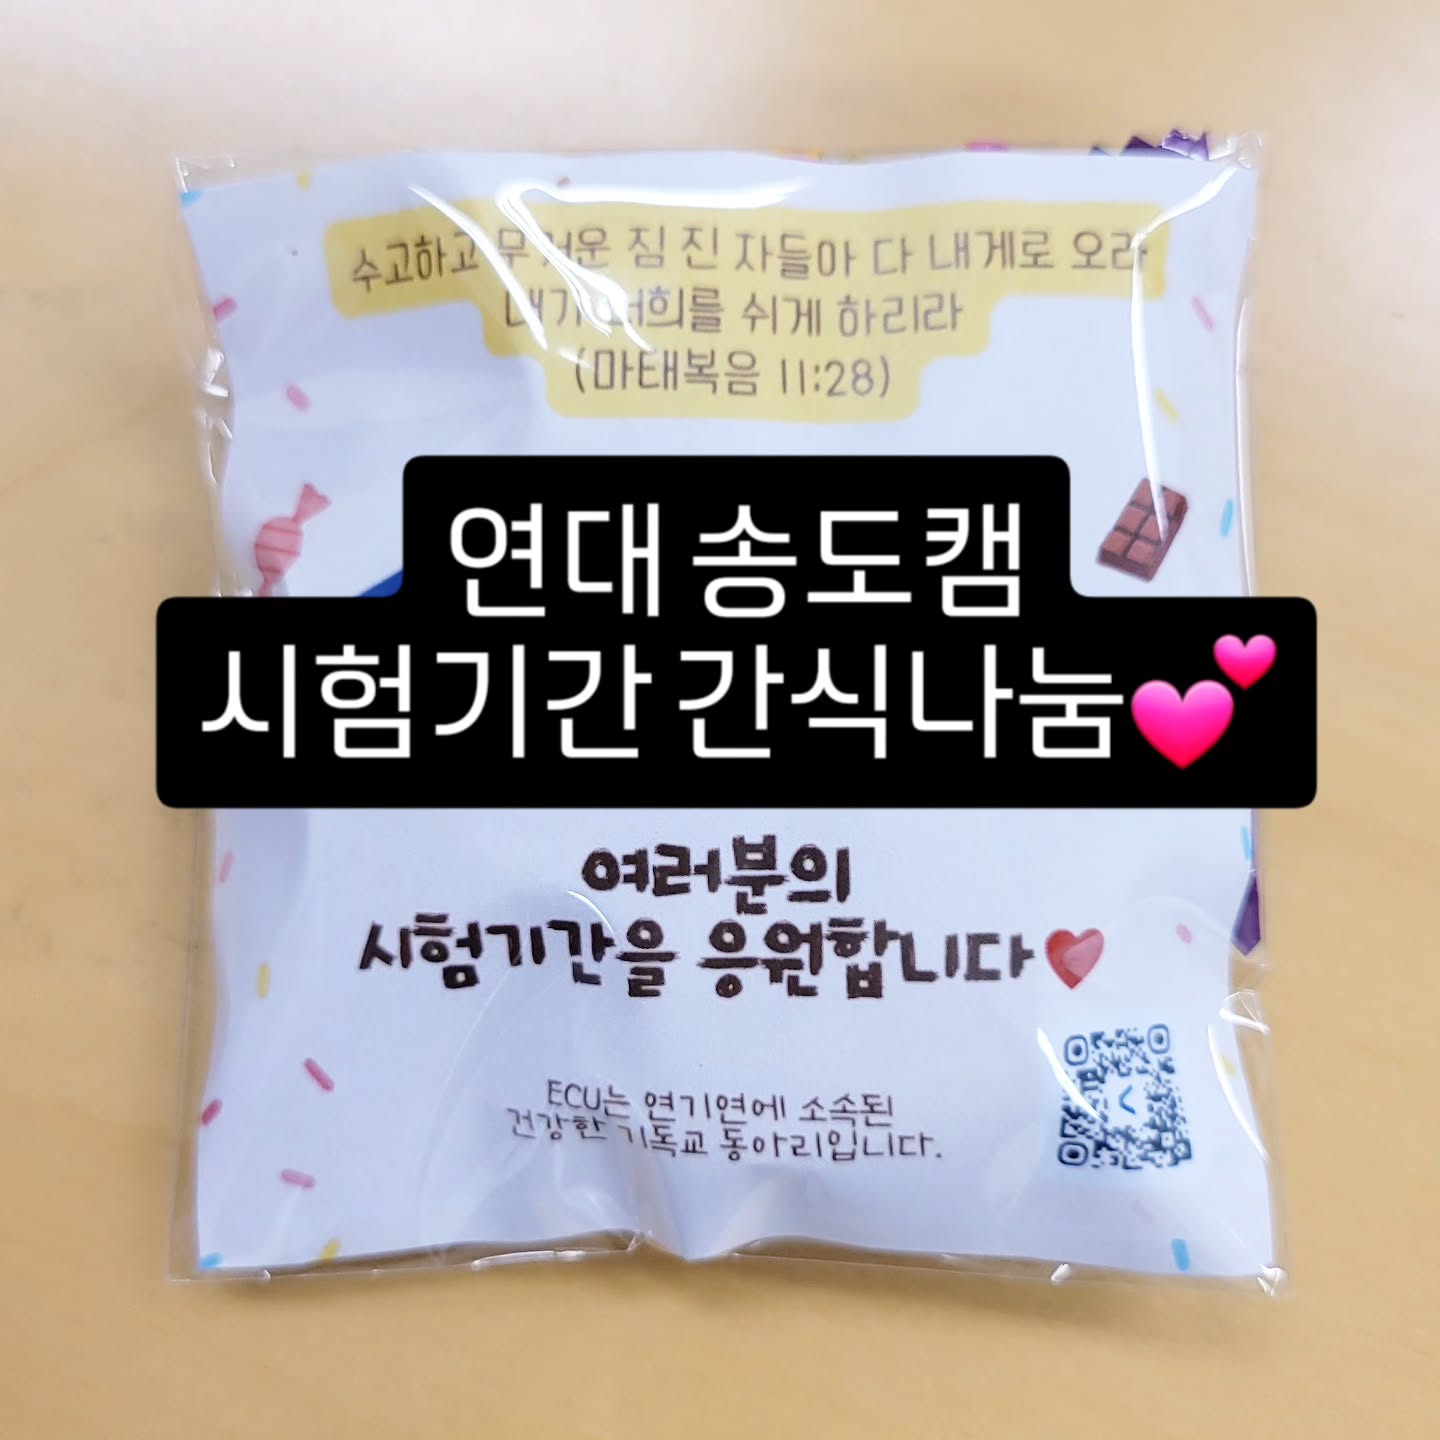 수고하고 무거운 짐 진 자들아 다 내게로 오라
내가 너희를 쉬게 하리라
(마태복음 11:28)
연대 송도캠
시험기간 간식나눔💕
여러분의
시험기간을 응원합니다❤
ECU는 연기연에 소속된
건강한 기독교 동아리입니다.